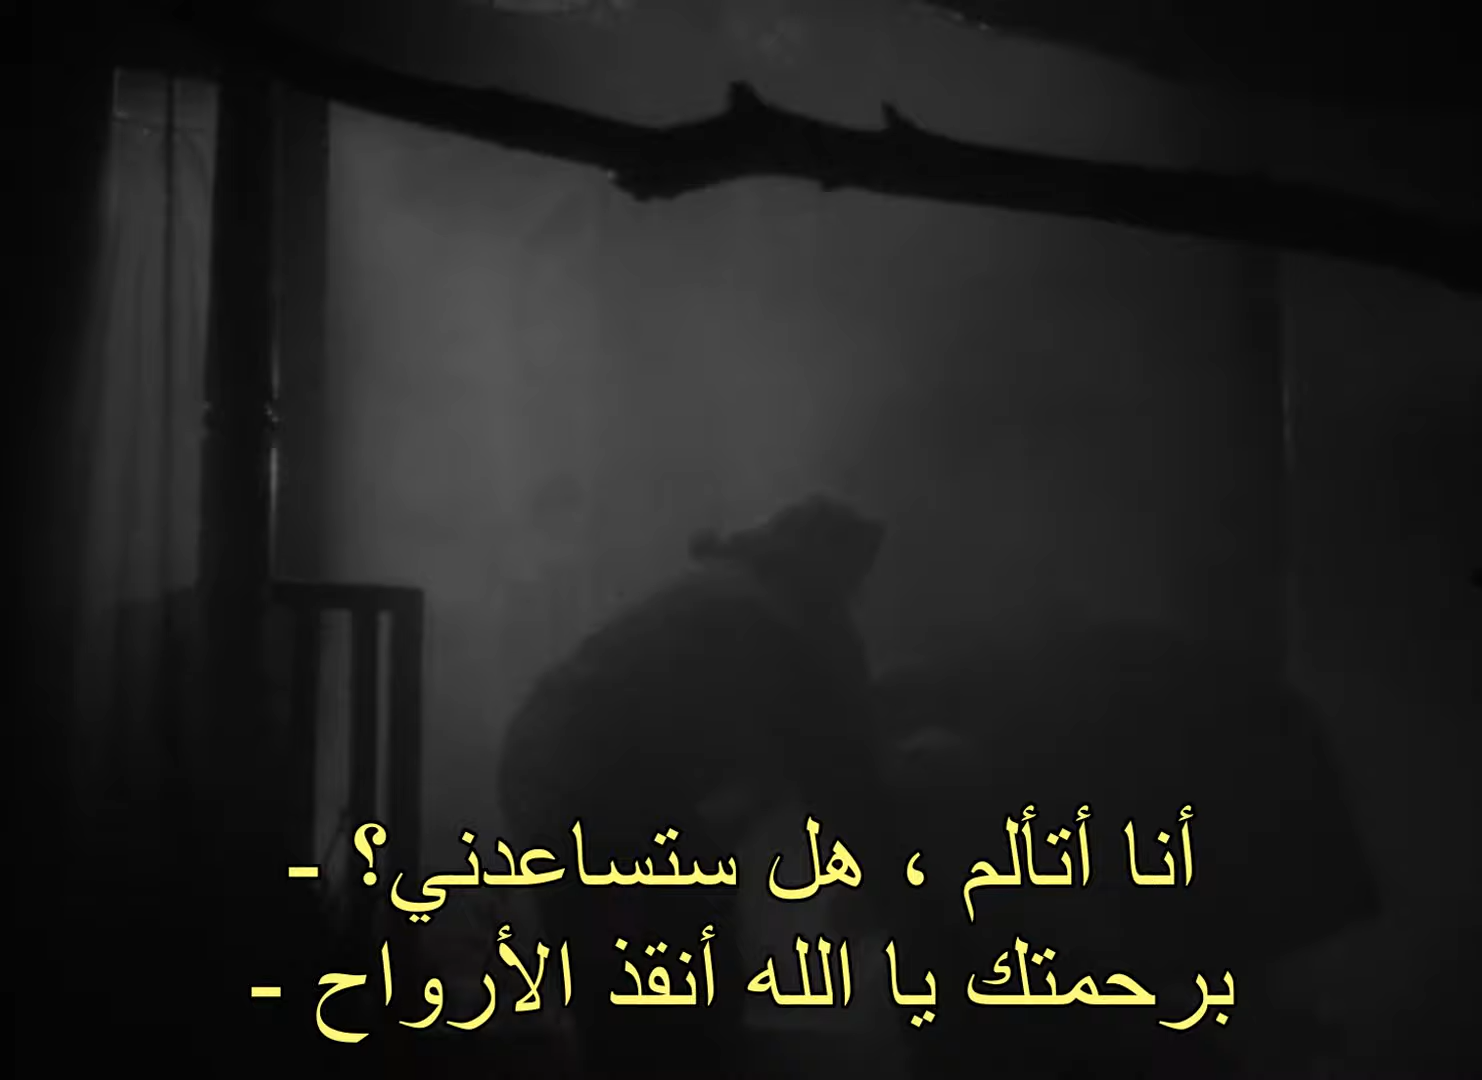 أنا أتألم ، هل ستساعدني؟ -
برحمتك يا الله أنقذ الأرواح -